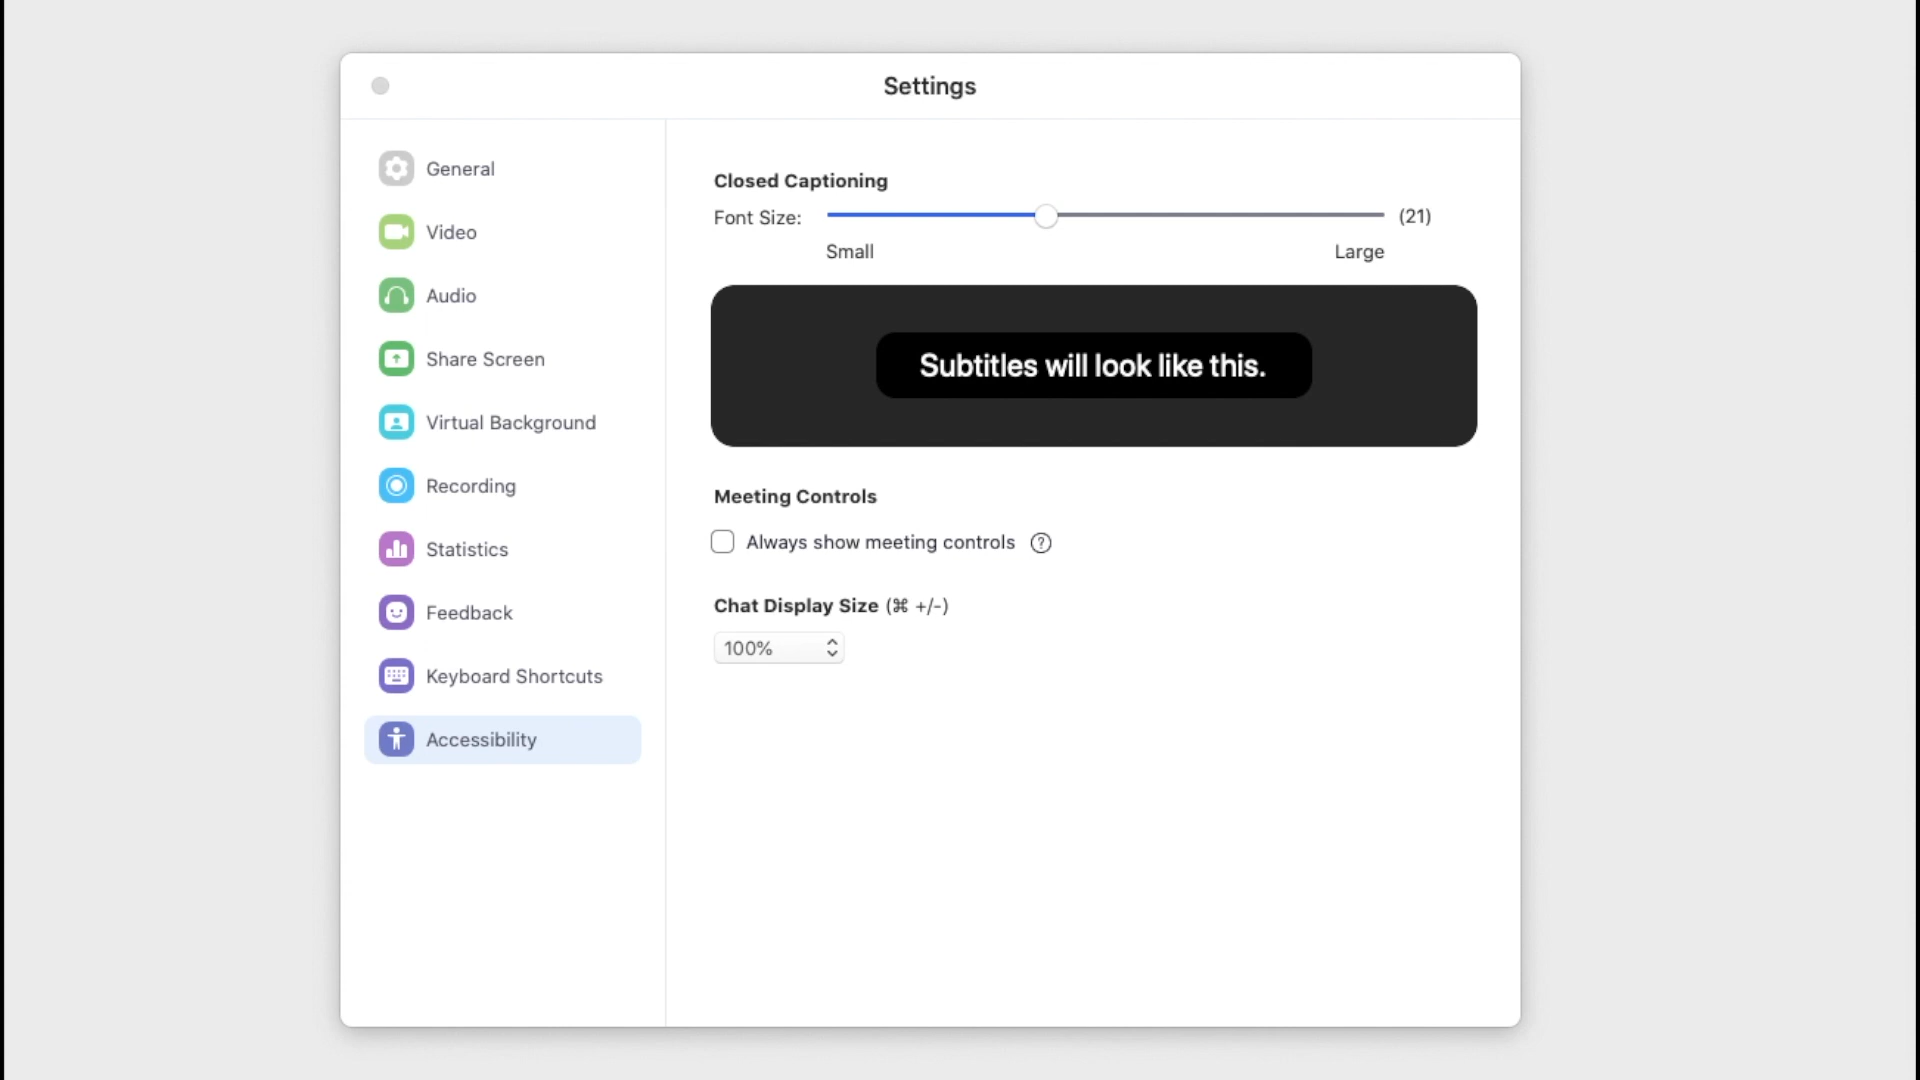 Settings
General
Video
Audio
Share Screen
Virtual Background
Recording
Statistics
Feedback
Keyboard Shortcuts
Accessibility
Closed Captioning
Font Size: (21)
Small Large
Subtitles will look like this.
Meeting Controls
Always show meeting controls ?
Chat Display Size (⌘ +/-)
100%